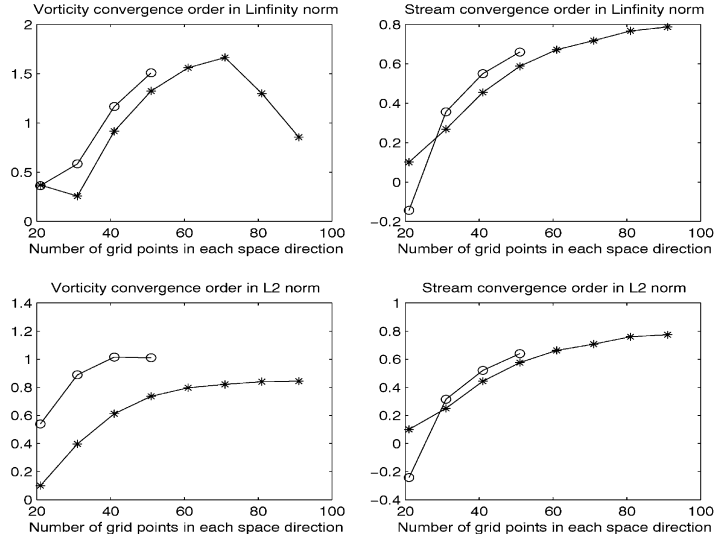 Vorticity convergence order in Linfinity norm
2
1.5
1
0.5
0
20 40 60 80 100
Number of grid points in each space direction
Stream convergence order in Linfinity norm
0.8
0.6
0.4
0.2
0
−0.2
20 40 60 80 100
Number of grid points in each space direction
Vorticity convergence order in L2 norm
1.4
1.2
1
0.8
0.6
0.4
0.2
0
20 40 60 80 100
Number of grid points in each space direction
Stream convergence order in L2 norm
1
0.8
0.6
0.4
0.2
0
−0.2
−0.4
20 40 60 80 100
Number of grid points in each space direction